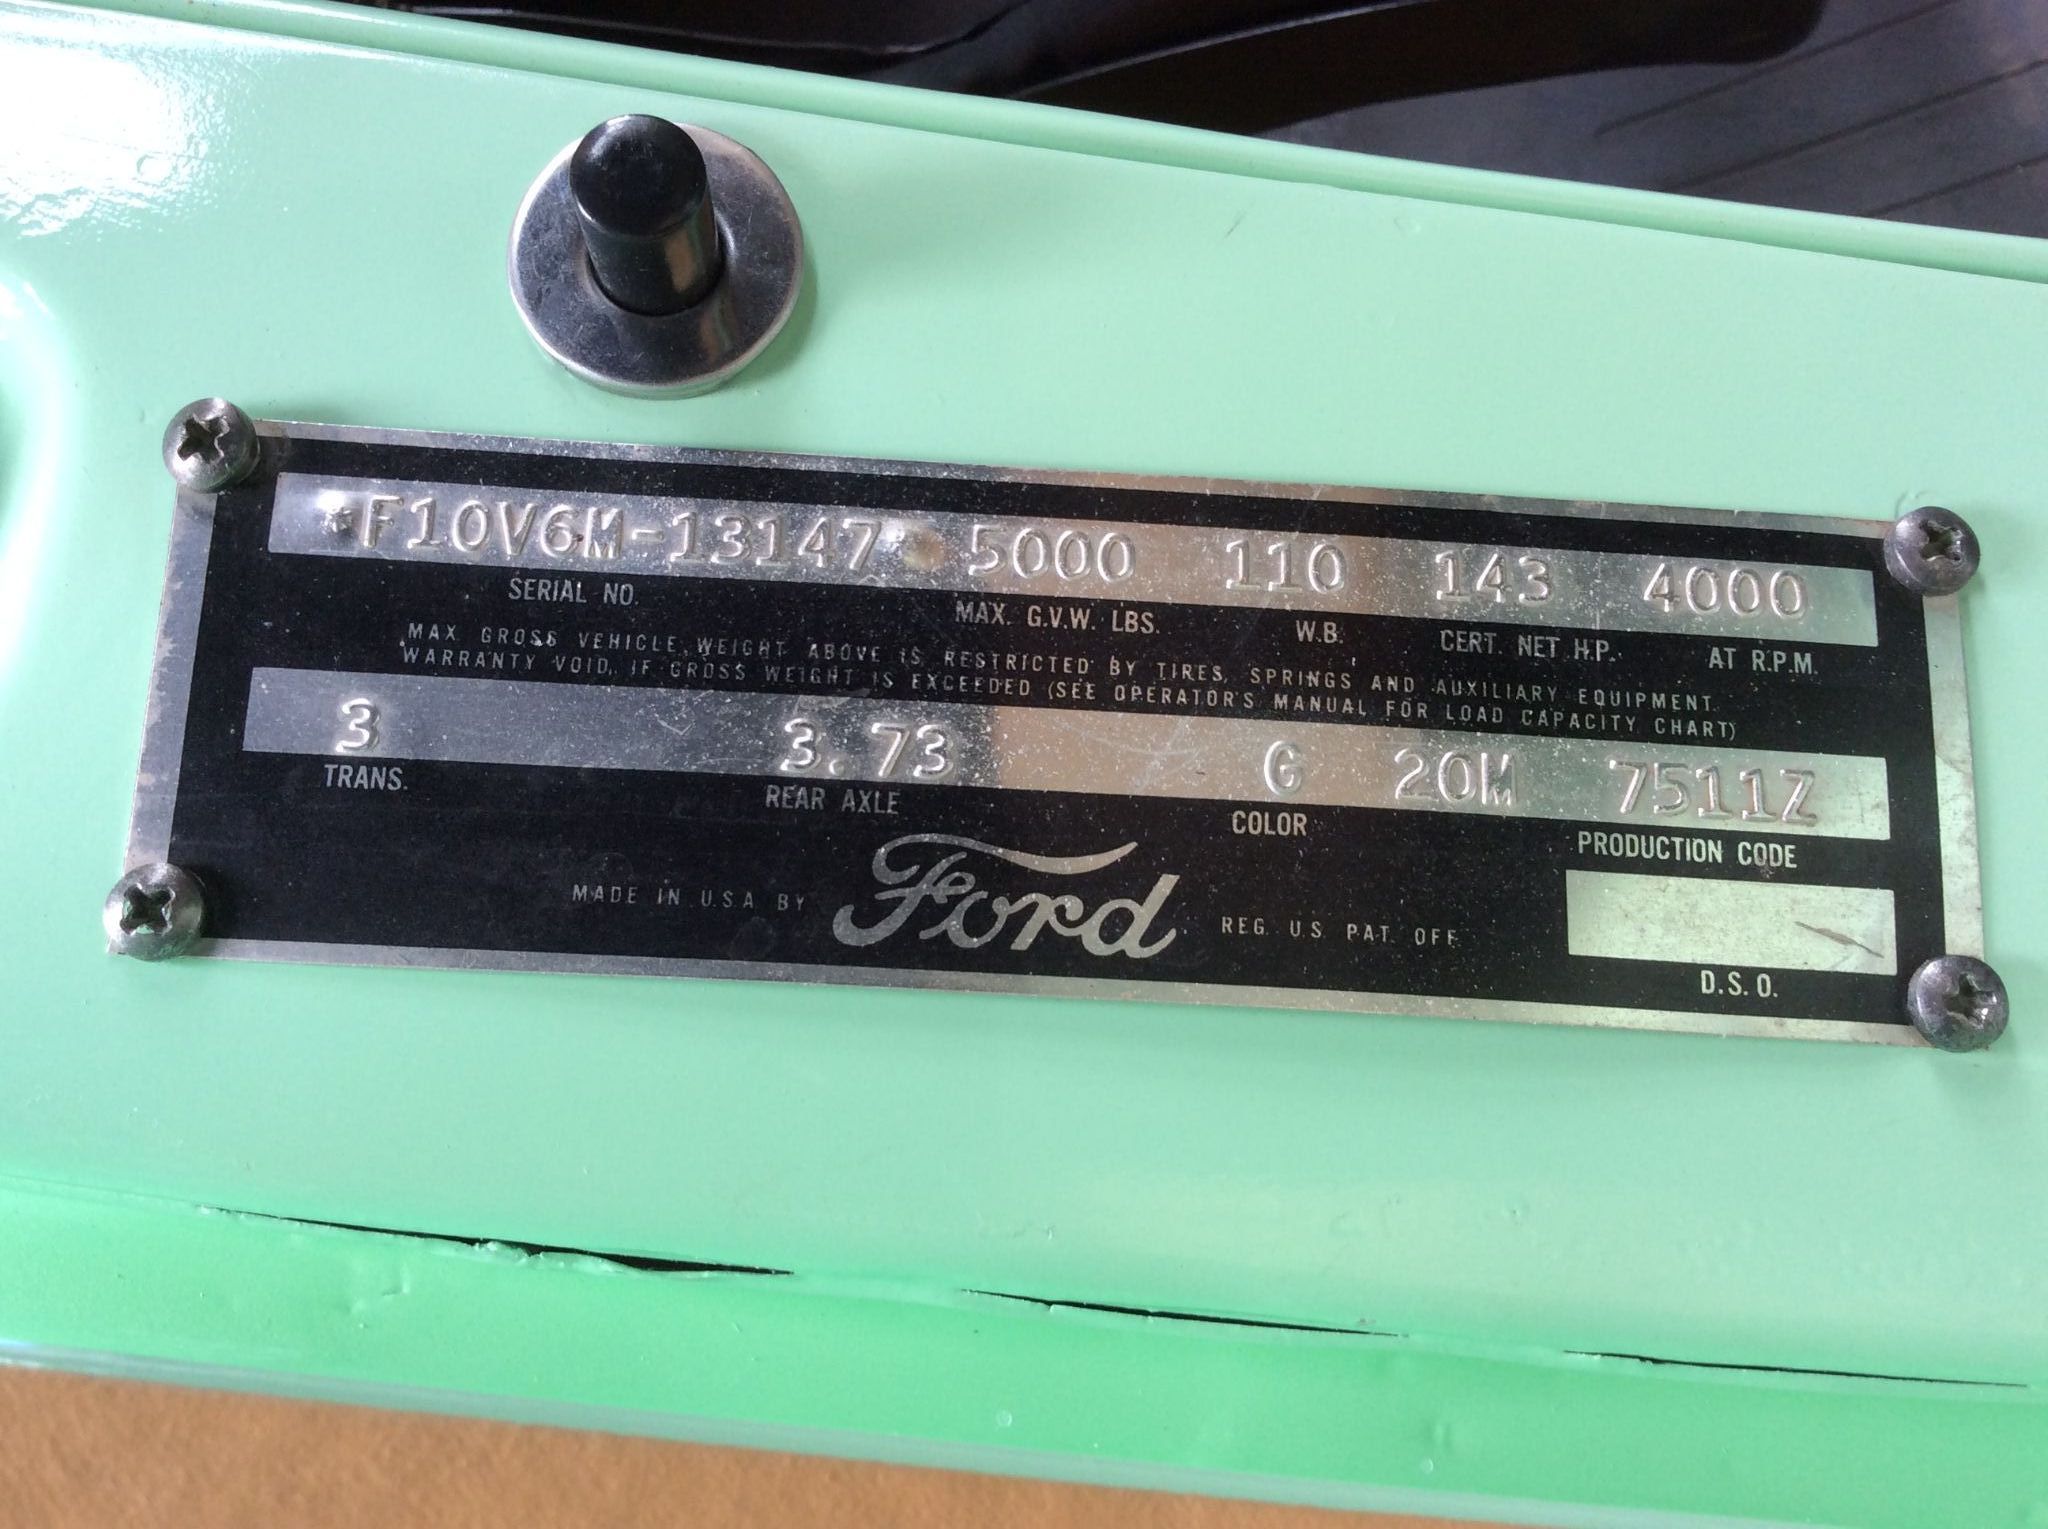 *F10V6M-13147* 5000 110 143 4000
SERIAL NO. MAX. G.V.W. LBS. W.B. CERT. NET H.P. AT R.P.M.
MAX. GROSS VEHICLE WEIGHT ABOVE IS RESTRICTED BY TIRES, SPRINGS AND AUXILIARY EQUIPMENT.
WARRANTY VOID, IF GROSS WEIGHT IS EXCEEDED (SEE OPERATOR'S MANUAL FOR LOAD CAPACITY CHART)
3 3.73 G 20M 7511Z
TRANS. REAR AXLE COLOR PRODUCTION CODE
MADE IN U.S.A. BY Ford REG. U.S. PAT. OFF.
D.S.O.